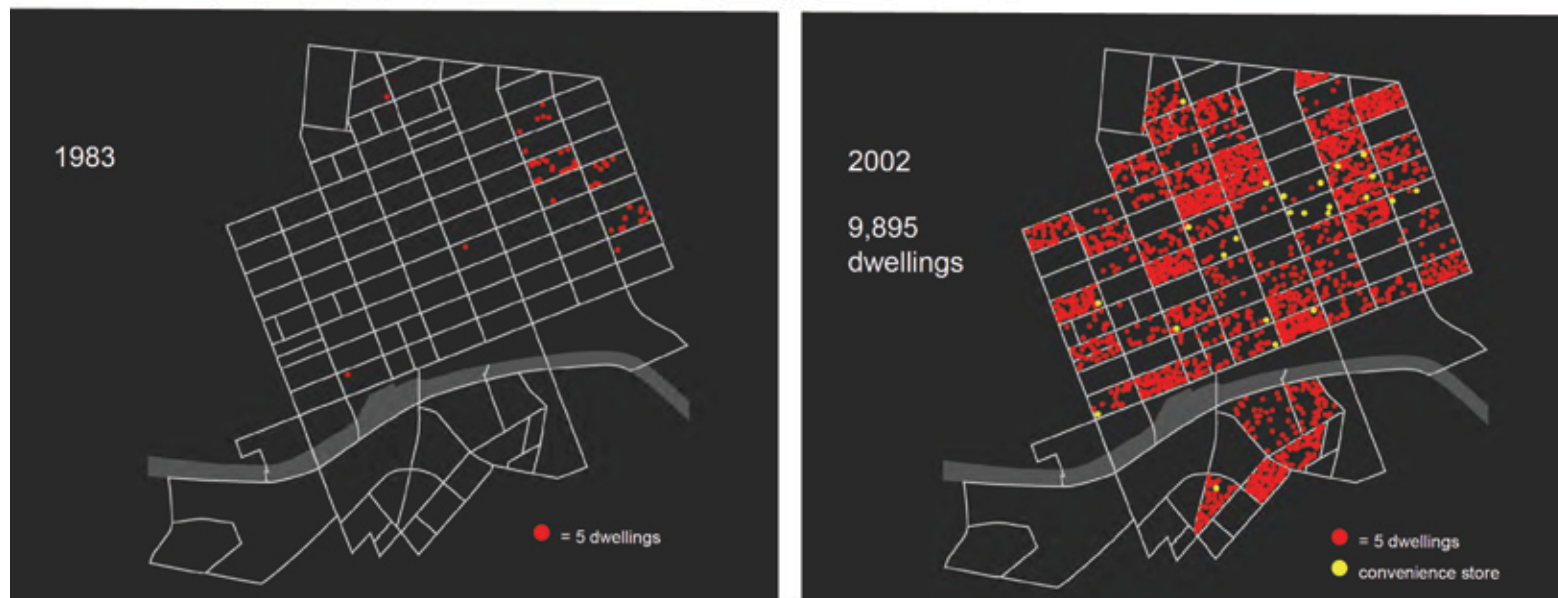 1983
= 5 dwellings
2002
9,895
dwellings
= 5 dwellings
convenience store